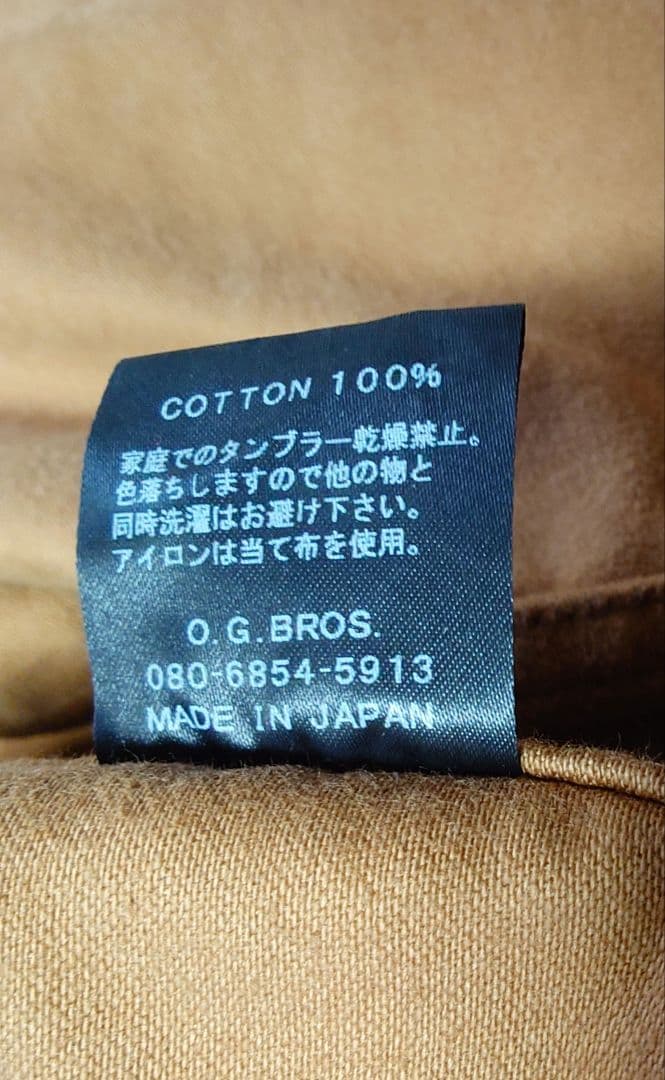 COTTON 100%
家庭でのタンブラー乾燥禁止。
色落ちしますので他の物と
同時洗濯はお避け下さい。
アイロンは当て布を使用。
O.G.BROS.
080-6854-5913
MADE IN JAPAN